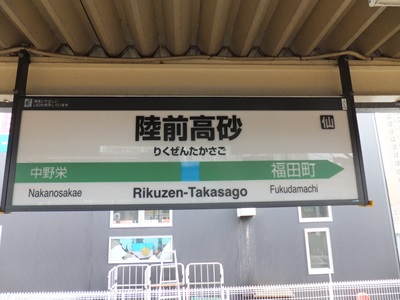 陸前高砂
仙
りくぜんたかさご
中野栄
福田町
Nakanosakae
Rikuzen-Takasago
Fukudamachi